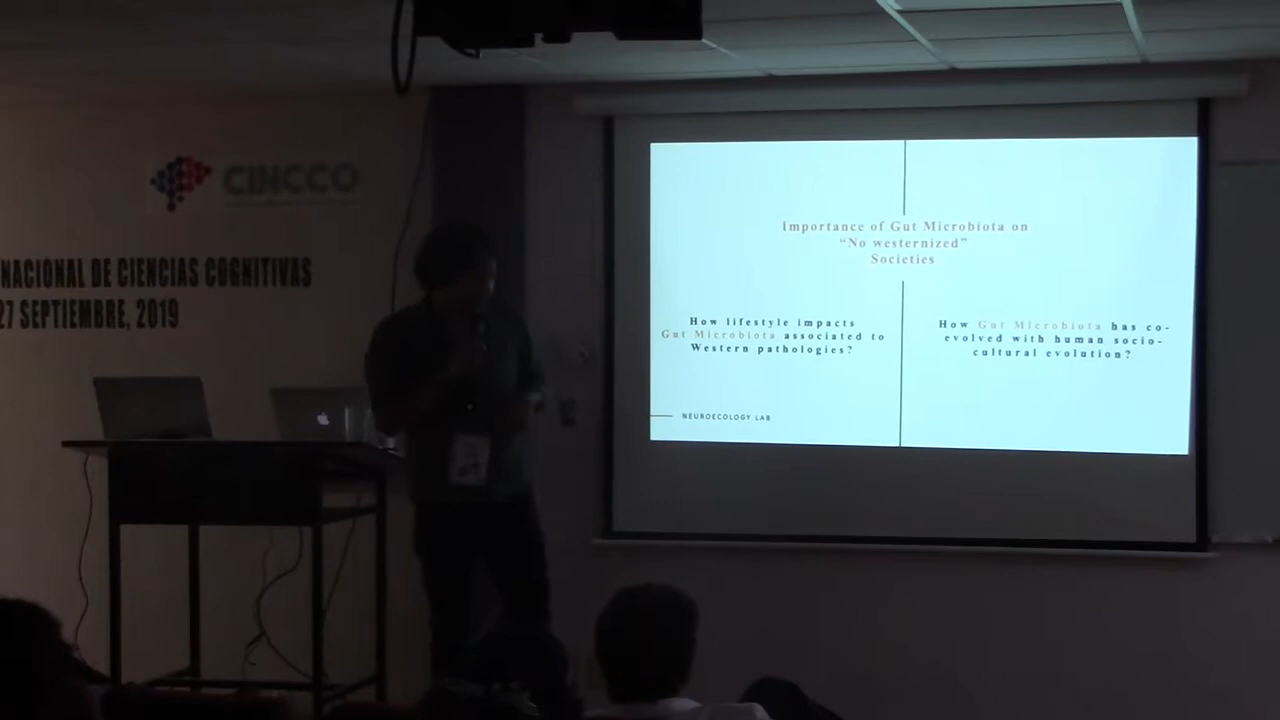 CINCCO
NACIONAL DE CIENCIAS COGNITIVAS
27 SEPTIEMBRE, 2019
Importance of Gut Microbiota on
“No westernized”
Societies
How lifestyle impacts
Gut Microbiota associated to
Western pathologies?
How Gut Microbiota has co-
evolved with human socio-
cultural evolution?
NEUROECOLOGY LAB